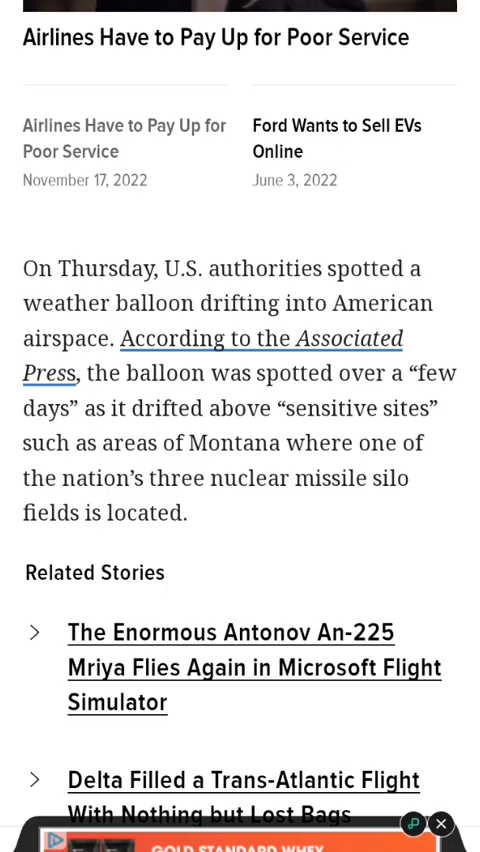 Airlines Have to Pay Up for Poor Service
Airlines Have to Pay Up for
Poor Service
November 17, 2022
Ford Wants to Sell EVs
Online
June 3, 2022
On Thursday, U.S. authorities spotted a
weather balloon drifting into American
airspace. According to the Associated
Press, the balloon was spotted over a “few
days” as it drifted above “sensitive sites”
such as areas of Montana where one of
the nation’s three nuclear missile silo
fields is located.
Related Stories
The Enormous Antonov An-225
Mriya Flies Again in Microsoft Flight
Simulator
Delta Filled a Trans-Atlantic Flight
With Nothing but Lost Bags
GOLD STANDARD WHEY